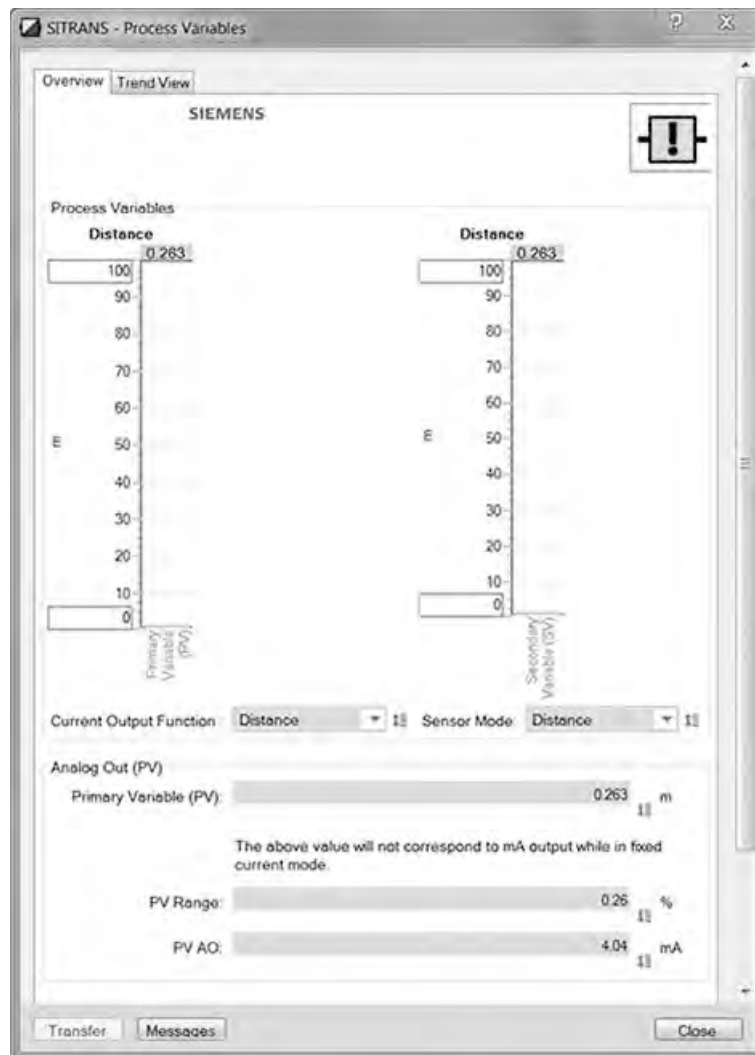 SITRANS - Process Variables
Overview Trend View
SIEMENS
Process Variables
Distance
0.263
100
90
80
70
60
m
50
40
30
20
10
0
Primary
Variable
(PV)
Distance
0.263
100
90
80
70
60
m
50
40
30
20
10
0
Secondary
Variable (SV)
Current Output Function Distance Sensor Mode Distance
Analog Out (PV)
Primary Variable (PV): 0.263 m
The above value will not correspond to mA output while in fixed
current mode.
PV Range: 0.26 %
PV AO: 4.04 mA
Transfer Messages Close